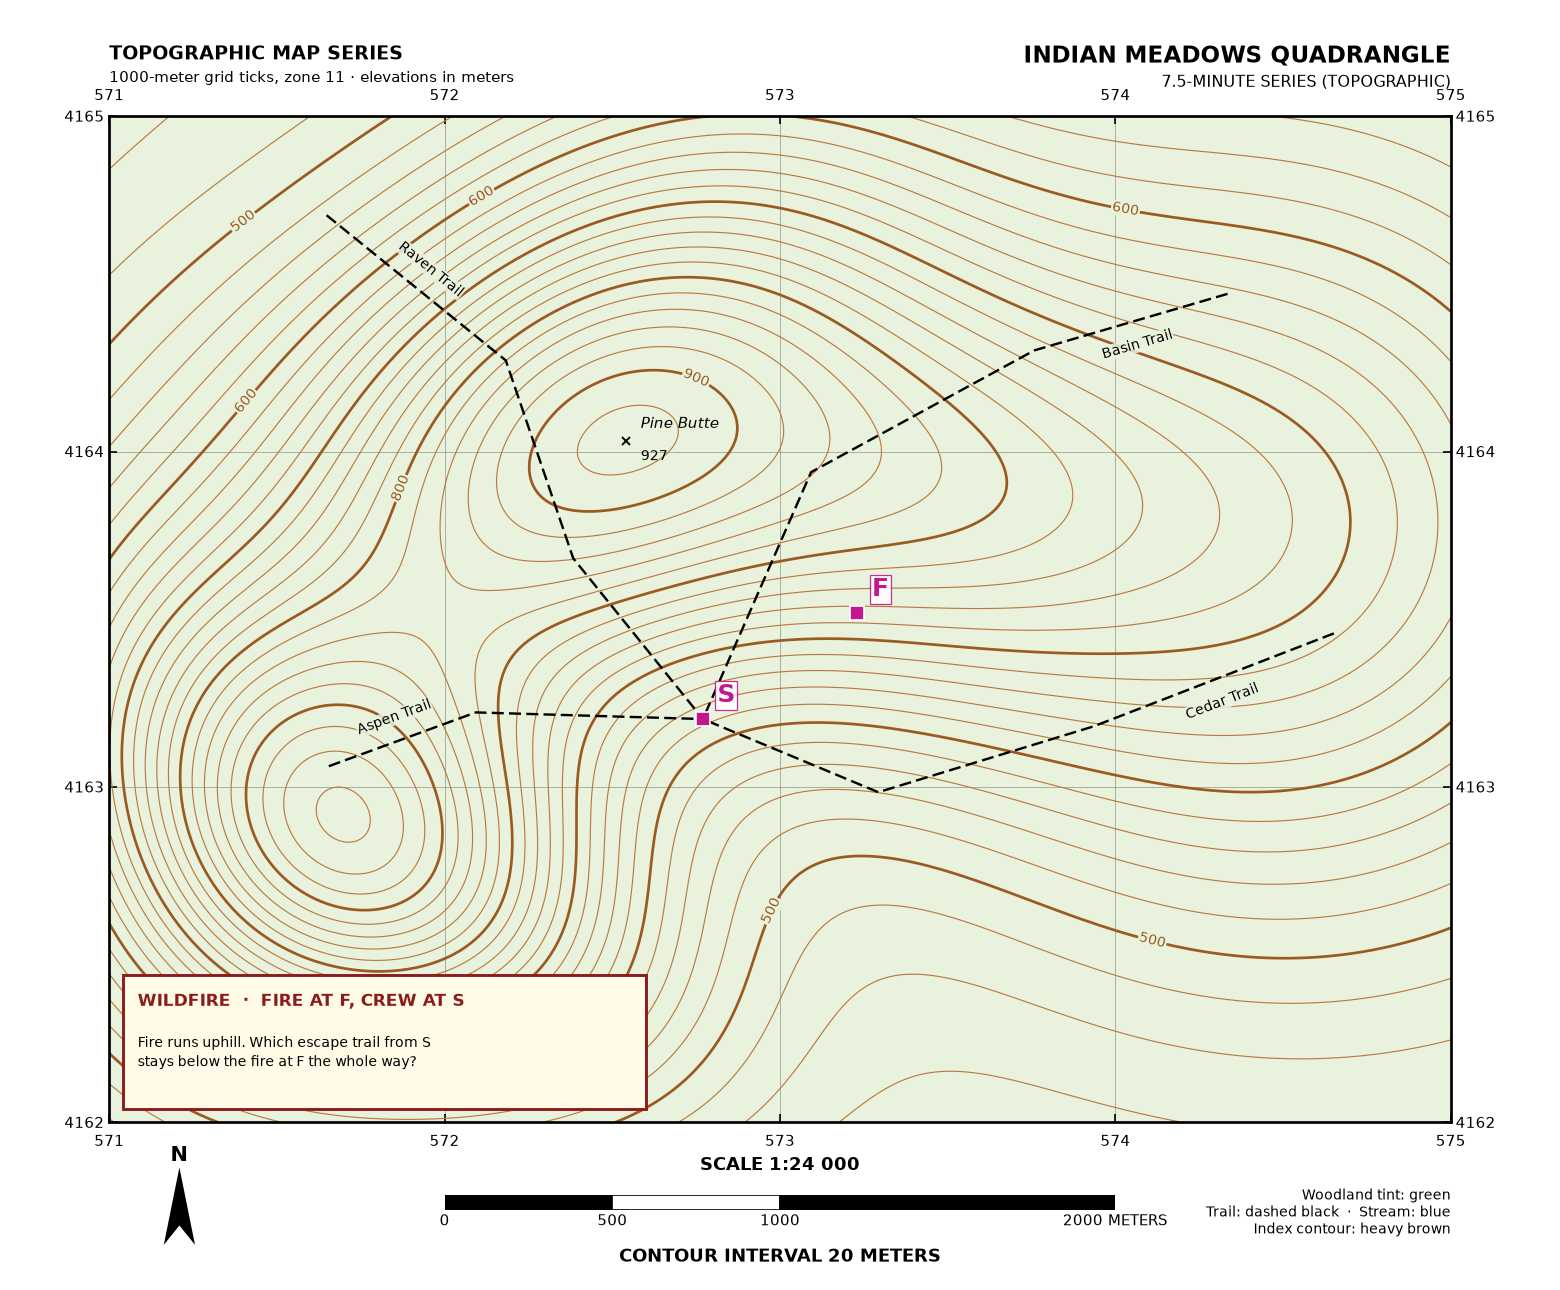 TOPOGRAPHIC MAP SERIES
1000-meter grid ticks, zone 11 · elevations in meters
INDIAN MEADOWS QUADRANGLE
7.5-MINUTE SERIES (TOPOGRAPHIC)
571 572 573 574 575
4165 4165
600
600
500
Raven Trail
Basin Trail
900
600
Pine Butte
927
4164 4164
800
F
S
Cedar Trail
Aspen Trail
4163 4163
500
500
WILDFIRE · FIRE AT F, CREW AT S
Fire runs uphill. Which escape trail from S
stays below the fire at F the whole way?
4162 4162
571 572 573 574 575
N
SCALE 1:24 000
0 500 1000 2000 METERS
CONTOUR INTERVAL 20 METERS
Woodland tint: green
Trail: dashed black · Stream: blue
Index contour: heavy brown